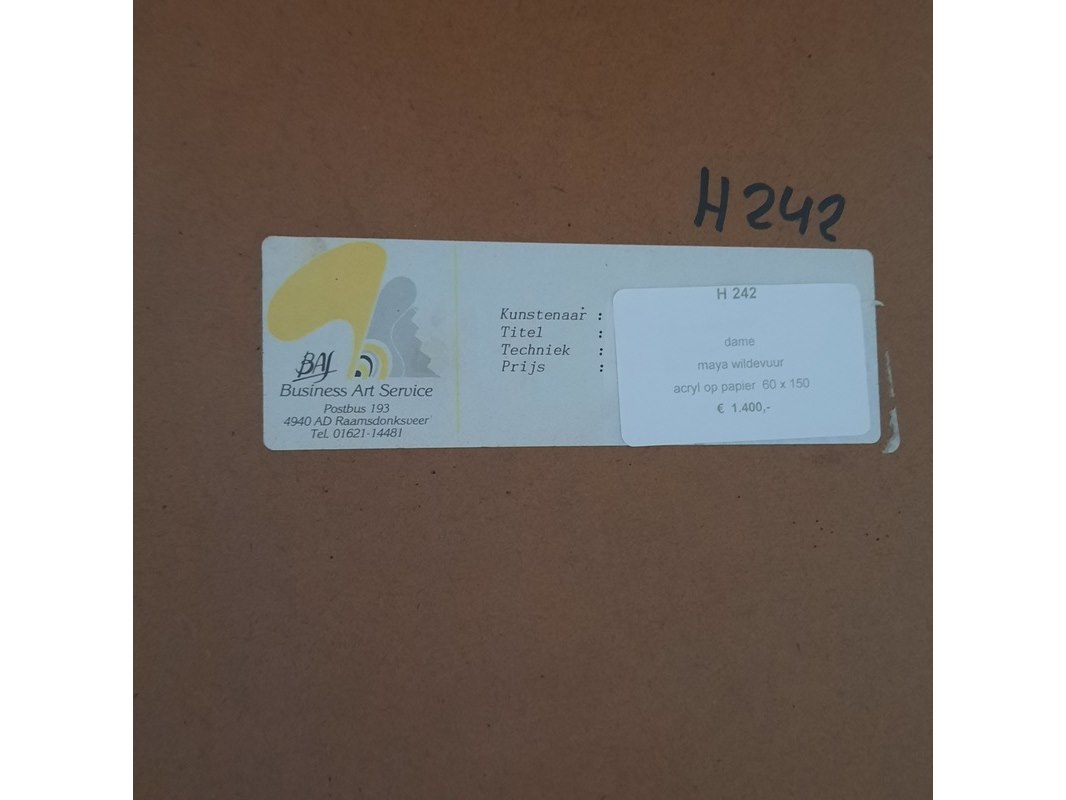 H 242
BAS
Business Art Service
Postbus 193
4940 AD Raamsdonksveer
Tel. 01621-14481
Kunstenaar :
Titel :
Techniek :
Prijs :
H 242
dame
maya wildevuur
acryl op papier 60 x 150
€ 1.400,-